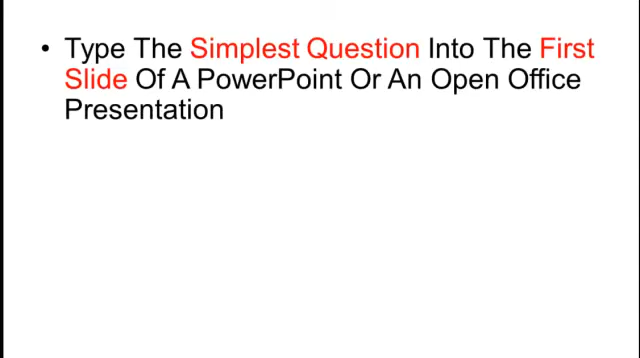 • Type The Simplest Question Into The First
Slide Of A PowerPoint Or An Open Office
Presentation